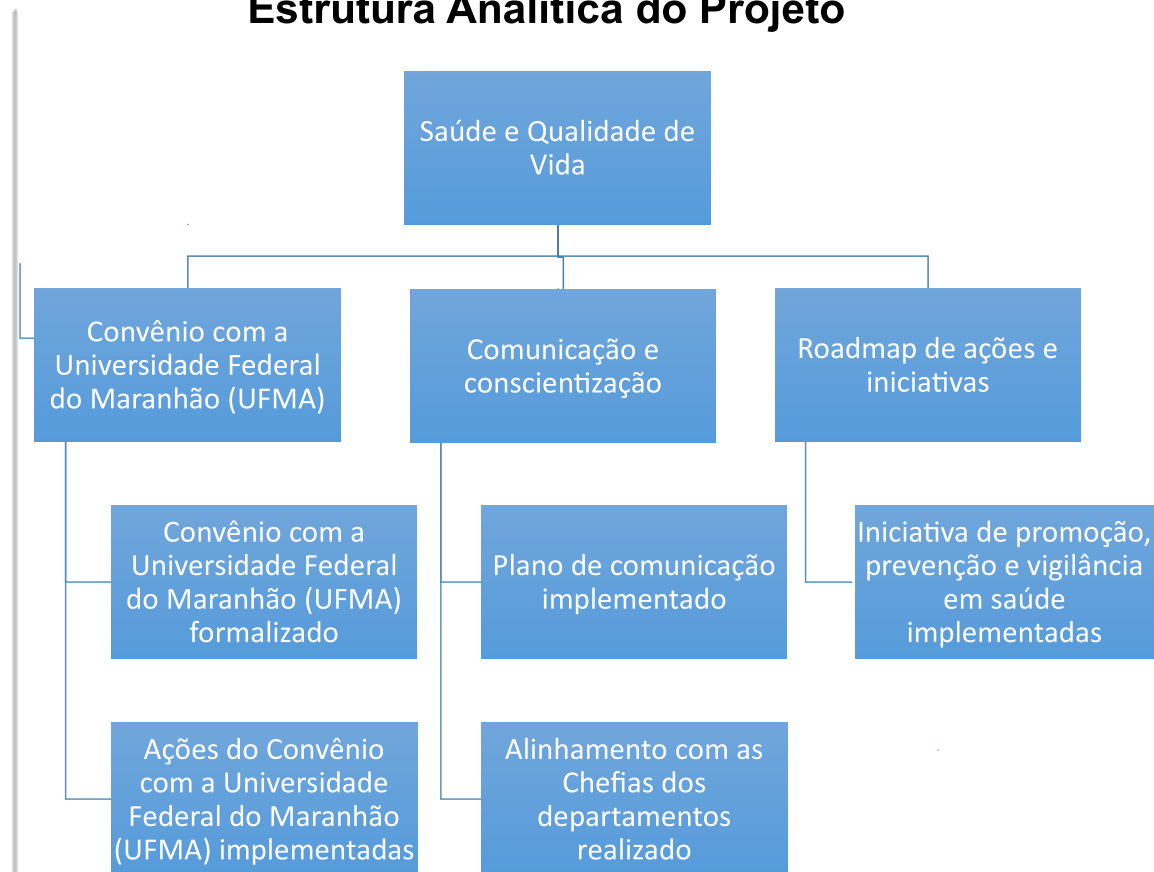 Estrutura Analítica do Projeto
Saúde e Qualidade de
Vida
Convênio com a
Universidade Federal
do Maranhão (UFMA)
Comunicação e
conscientização
Roadmap de ações e
iniciativas
Convênio com a
Universidade Federal
do Maranhão (UFMA)
formalizado
Plano de comunicação
implementado
Iniciativa de promoção,
prevenção e vigilância
em saúde
implementadas
Ações do Convênio
com a Universidade
Federal do Maranhão
(UFMA) implementadas
Alinhamento com as
Chefias dos
departamentos
realizado